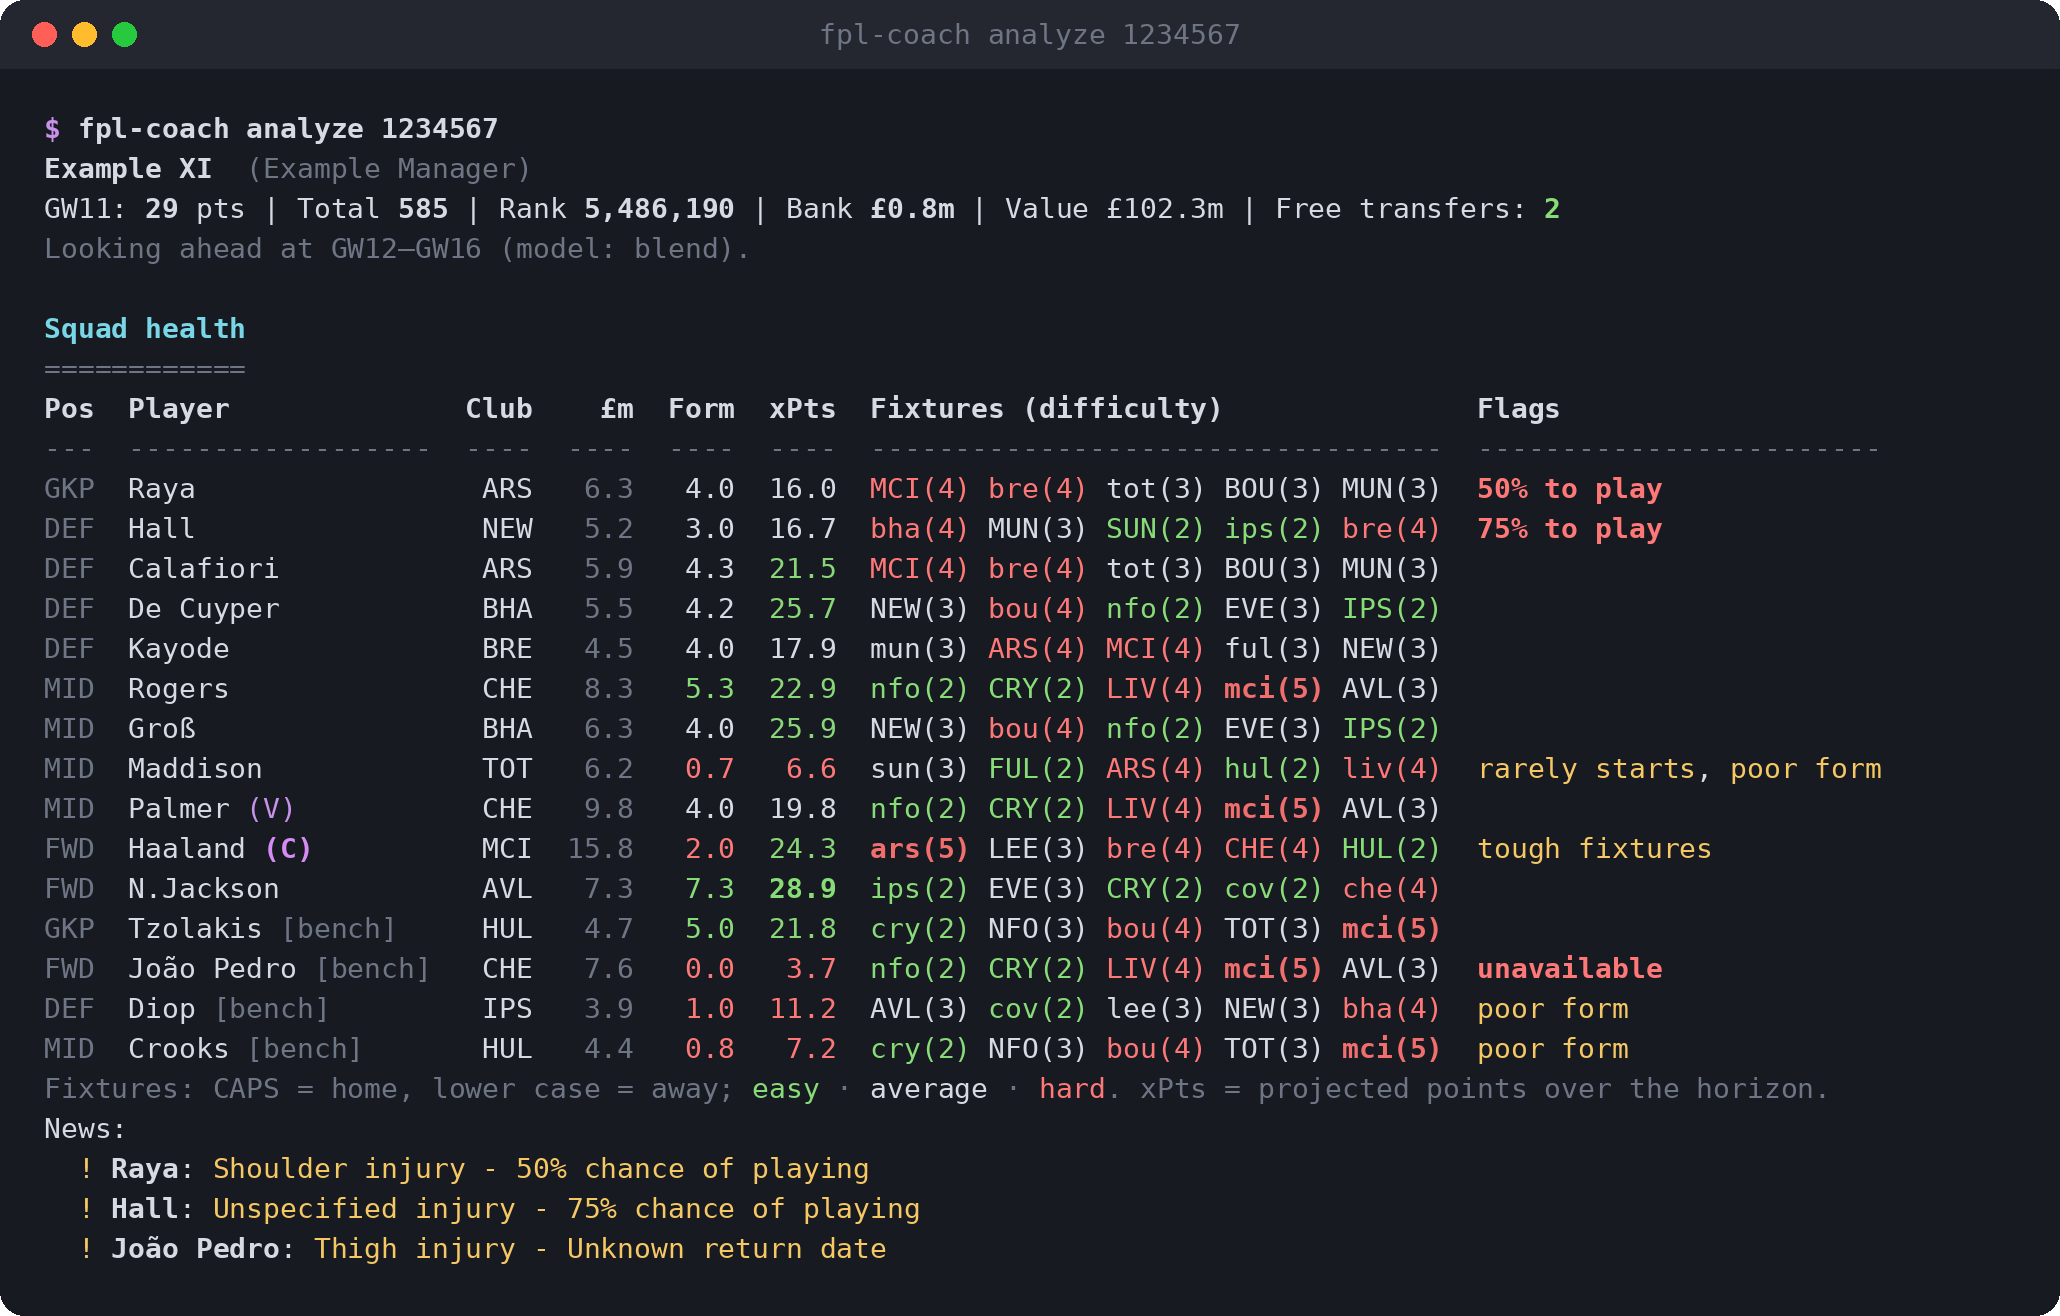 fpl-coach analyze 1234567
$ fpl-coach analyze 1234567
Example XI  (Example Manager)
GW11: 29 pts | Total 585 | Rank 5,486,190 | Bank £0.8m | Value £102.3m | Free transfers: 2
Looking ahead at GW12–GW16 (model: blend).
Squad health
============
Pos  Player              Club    £m  Form  xPts  Fixtures (difficulty)               Flags
---  ------------------  ----  ----  ----  ----  ----------------------------------  ------------------------
GKP  Raya                 ARS   6.3   4.0  16.0  MCI(4) bre(4) tot(3) BOU(3) MUN(3)  50% to play
DEF  Hall                 NEW   5.2   3.0  16.7  bha(4) MUN(3) SUN(2) ips(2) bre(4)  75% to play
DEF  Calafiori            ARS   5.9   4.3  21.5  MCI(4) bre(4) tot(3) BOU(3) MUN(3)
DEF  De Cuyper            BHA   5.5   4.2  25.7  NEW(3) bou(4) nfo(2) EVE(3) IPS(2)
DEF  Kayode               BRE   4.5   4.0  17.9  mun(3) ARS(4) MCI(4) ful(3) NEW(3)
MID  Rogers               CHE   8.3   5.3  22.9  nfo(2) CRY(2) LIV(4) mci(5) AVL(3)
MID  Groß                 BHA   6.3   4.0  25.9  NEW(3) bou(4) nfo(2) EVE(3) IPS(2)
MID  Maddison             TOT   6.2   0.7   6.6  sun(3) FUL(2) ARS(4) hul(2) liv(4)  rarely starts, poor form
MID  Palmer (V)           CHE   9.8   4.0  19.8  nfo(2) CRY(2) LIV(4) mci(5) AVL(3)
FWD  Haaland (C)          MCI  15.8   2.0  24.3  ars(5) LEE(3) bre(4) CHE(4) HUL(2)  tough fixtures
FWD  N.Jackson            AVL   7.3   7.3  28.9  ips(2) EVE(3) CRY(2) cov(2) che(4)
GKP  Tzolakis [bench]     HUL   4.7   5.0  21.8  cry(2) NFO(3) bou(4) TOT(3) mci(5)
FWD  João Pedro [bench]   CHE   7.6   0.0   3.7  nfo(2) CRY(2) LIV(4) mci(5) AVL(3)  unavailable
DEF  Diop [bench]         IPS   3.9   1.0  11.2  AVL(3) cov(2) lee(3) NEW(3) bha(4)  poor form
MID  Crooks [bench]       HUL   4.4   0.8   7.2  cry(2) NFO(3) bou(4) TOT(3) mci(5)  poor form
Fixtures: CAPS = home, lower case = away; easy · average · hard. xPts = projected points over the horizon.
News:
  ! Raya: Shoulder injury - 50% chance of playing
  ! Hall: Unspecified injury - 75% chance of playing
  ! João Pedro: Thigh injury - Unknown return date